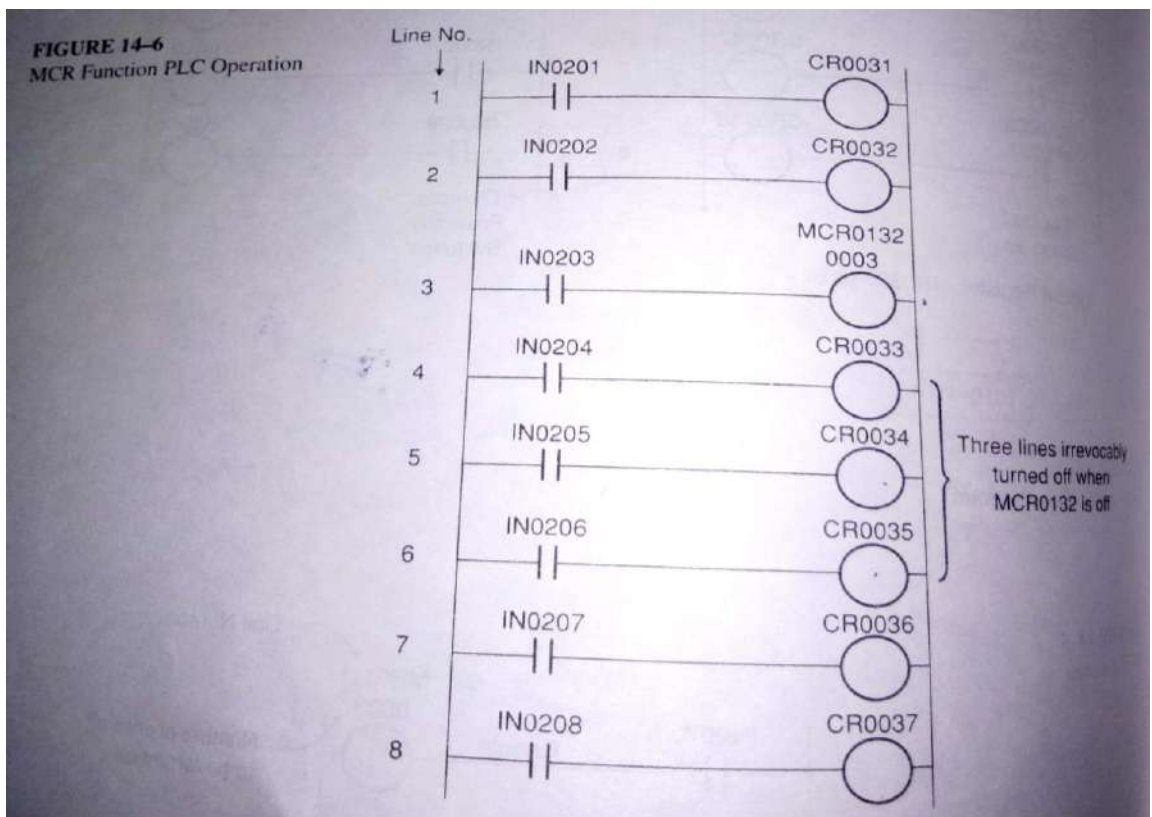 FIGURE 14–6
MCR Function PLC Operation
Line No.
IN0201 CR0031
1
IN0202 CR0032
2
MCR0132
IN0203 0003
3
IN0204 CR0033
4
IN0205 CR0034
5
Three lines irrevocably
turned off when
MCR0132 is off
IN0206 CR0035
6
IN0207 CR0036
7
IN0208 CR0037
8